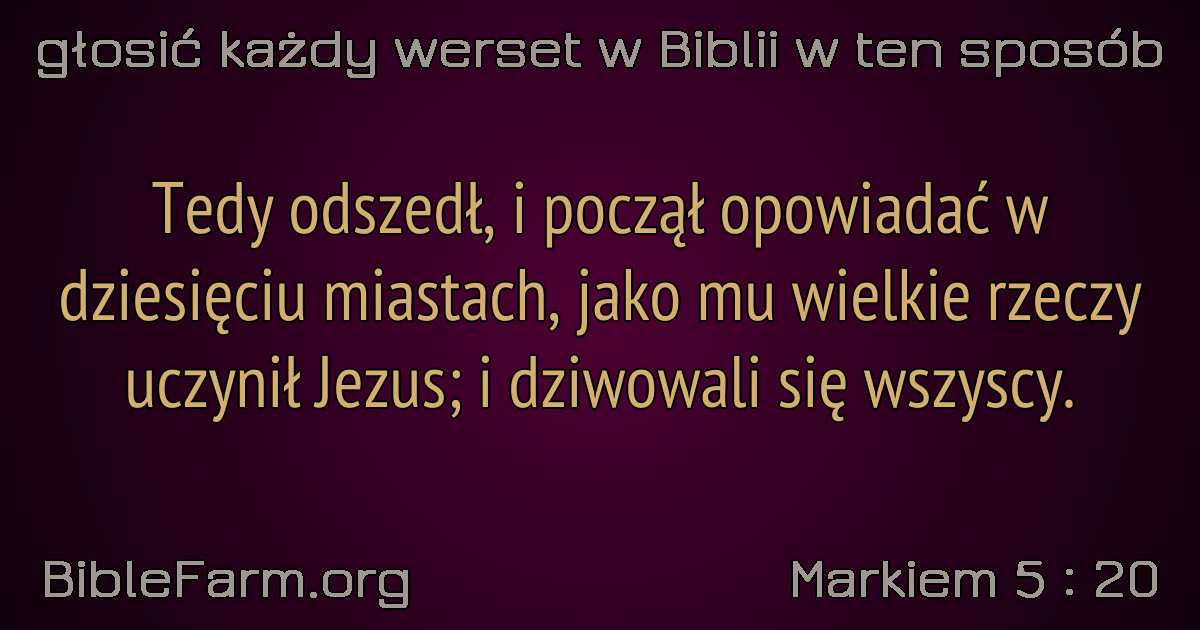 głosić każdy werset w Biblii w ten sposób
Tedy odszedł, i począł opowiadać w
dziesięciu miastach, jako mu wielkie rzeczy
uczynił Jezus; i dziwowali się wszyscy.
BibleFarm.org
Markiem 5 : 20